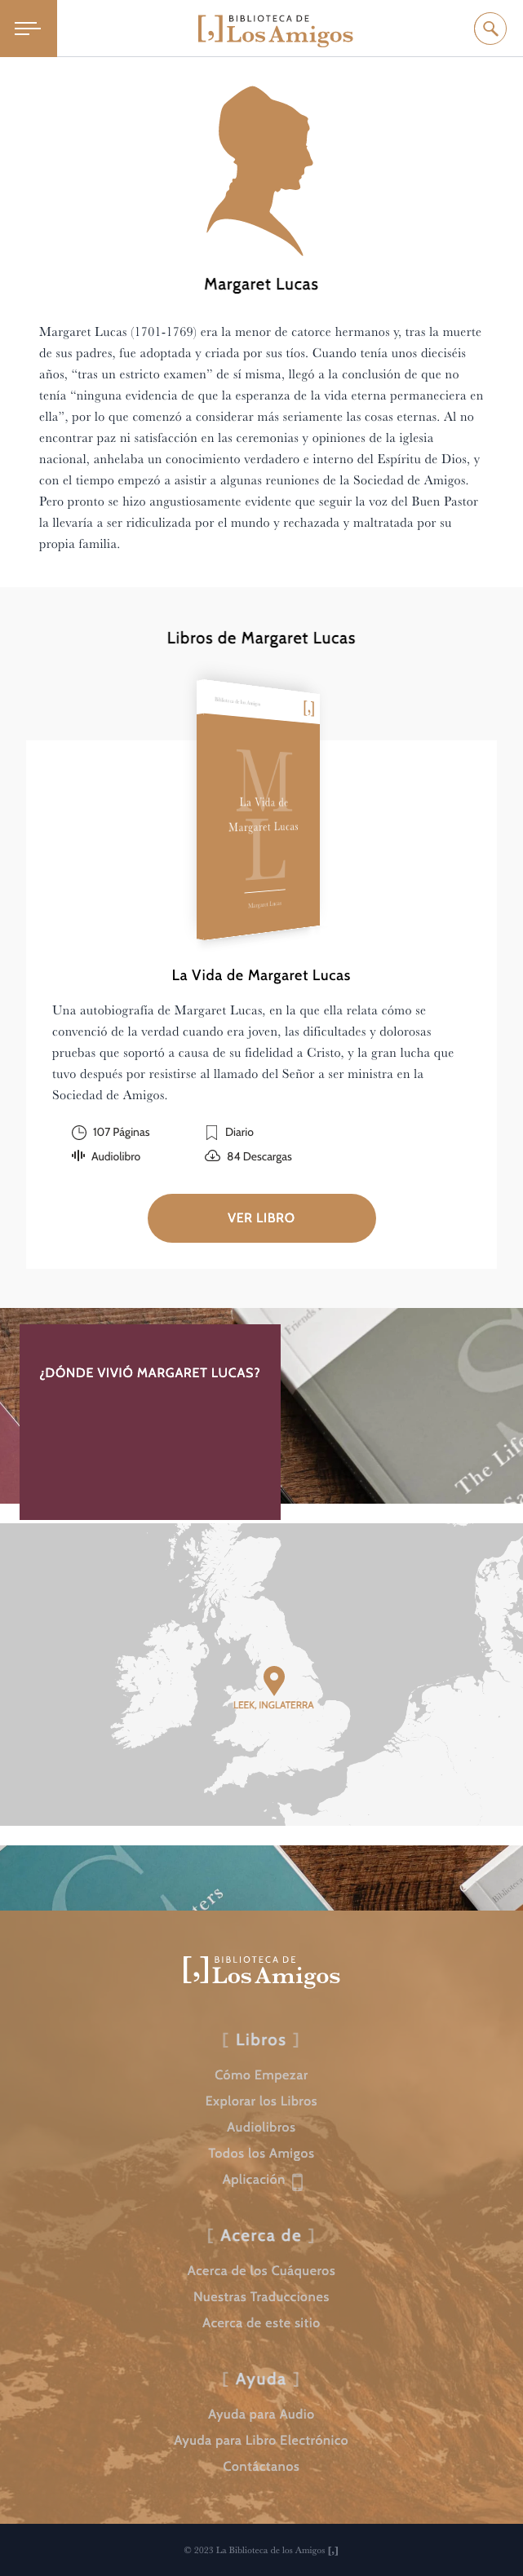 BIBLIOTECA DE
[,] Los Amigos
Margaret Lucas
Margaret Lucas (1701-1769) era la menor de catorce hermanos y, tras la muerte
de sus padres, fue adoptada y criada por sus tíos. Cuando tenía unos dieciséis
años, “tras un estricto examen” de sí misma, llegó a la conclusión de que no
tenía “ninguna evidencia de que la esperanza de la vida eterna permaneciera en
ella”, por lo que comenzó a considerar más seriamente las cosas eternas. Al no
encontrar paz ni satisfacción en las ceremonias y opiniones de la iglesia
nacional, anhelaba un conocimiento verdadero e interno del Espíritu de Dios, y
con el tiempo empezó a asistir a algunas reuniones de la Sociedad de Amigos.
Pero pronto se hizo angustiosamente evidente que seguir la voz del Buen Pastor
la llevaría a ser ridiculizada por el mundo y rechazada y maltratada por su
propia familia.
Libros de Margaret Lucas
Biblioteca de los Amigos [,]
M
L
La Vida de
Margaret Lucas
Margaret Lucas
La Vida de Margaret Lucas
Una autobiografía de Margaret Lucas, en la que ella relata cómo se
convenció de la verdad cuando era joven, las dificultades y dolorosas
pruebas que soportó a causa de su fidelidad a Cristo, y la gran lucha que
tuvo después por resistirse al llamado del Señor a ser ministra en la
Sociedad de Amigos.
107 Páginas Diario
Audiolibro 84 Descargas
VER LIBRO
Friends
¿DÓNDE VIVIÓ MARGARET LUCAS?
The Life
LEEK, INGLATERRA
ters
BIBLIOTECA DE
[,] Los Amigos
[ Libros ]
Cómo Empezar
Explorar los Libros
Audiolibros
Todos los Amigos
Aplicación
[ Acerca de ]
Acerca de los Cuáqueros
Nuestras Traducciones
Acerca de este sitio
[ Ayuda ]
Ayuda para Audio
Ayuda para Libro Electrónico
Contáctanos
© 2023 La Biblioteca de los Amigos [,]